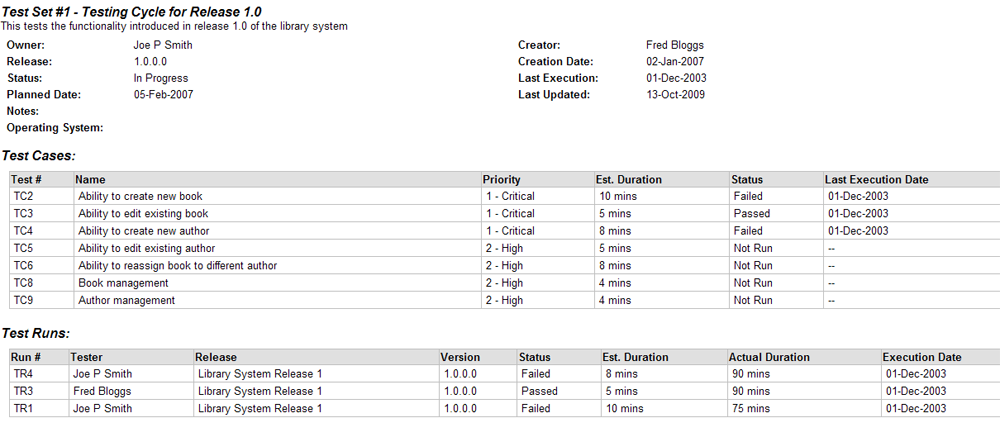 Test Set #1 - Testing Cycle for Release 1.0
This tests the functionality introduced in release 1.0 of the library system
Owner: Joe P Smith Creator: Fred Bloggs
Release: 1.0.0.0 Creation Date: 02-Jan-2007
Status: In Progress Last Execution: 01-Dec-2003
Planned Date: 05-Feb-2007 Last Updated: 13-Oct-2009
Notes:
Operating System:
Test Cases:
Test # Name Priority Est. Duration Status Last Execution Date
TC2 Ability to create new book 1 - Critical 10 mins Failed 01-Dec-2003
TC3 Ability to edit existing book 1 - Critical 5 mins Passed 01-Dec-2003
TC4 Ability to create new author 1 - Critical 8 mins Failed 01-Dec-2003
TC5 Ability to edit existing author 2 - High 5 mins Not Run --
TC6 Ability to reassign book to different author 2 - High 8 mins Not Run --
TC8 Book management 2 - High 4 mins Not Run --
TC9 Author management 2 - High 4 mins Not Run --
Test Runs:
Run # Tester Release Version Status Est. Duration Actual Duration Execution Date
TR4 Joe P Smith Library System Release 1 1.0.0.0 Failed 8 mins 90 mins 01-Dec-2003
TR3 Fred Bloggs Library System Release 1 1.0.0.0 Passed 5 mins 90 mins 01-Dec-2003
TR1 Joe P Smith Library System Release 1 1.0.0.0 Failed 10 mins 75 mins 01-Dec-2003